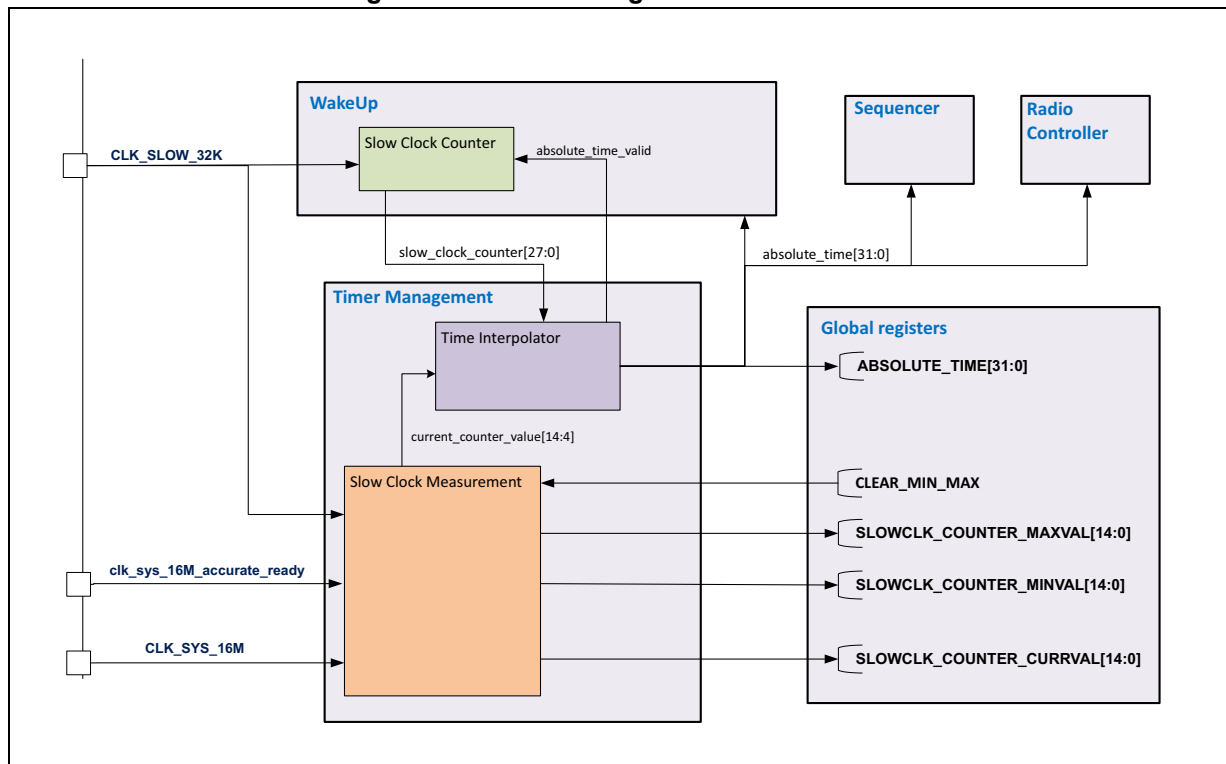 WakeUp
Sequencer
Radio
Controller
Slow Clock Counter
absolute_time_valid
CLK_SLOW_32K
slow_clock_counter[27:0]
absolute_time[31:0]
Timer Management
Time Interpolator
Global registers
ABSOLUTE_TIME[31:0]
current_counter_value[14:4]
Slow Clock Measurement
CLEAR_MIN_MAX
SLOWCLK_COUNTER_MAXVAL[14:0]
clk_sys_16M_accurate_ready
SLOWCLK_COUNTER_MINVAL[14:0]
CLK_SYS_16M
SLOWCLK_COUNTER_CURRVAL[14:0]